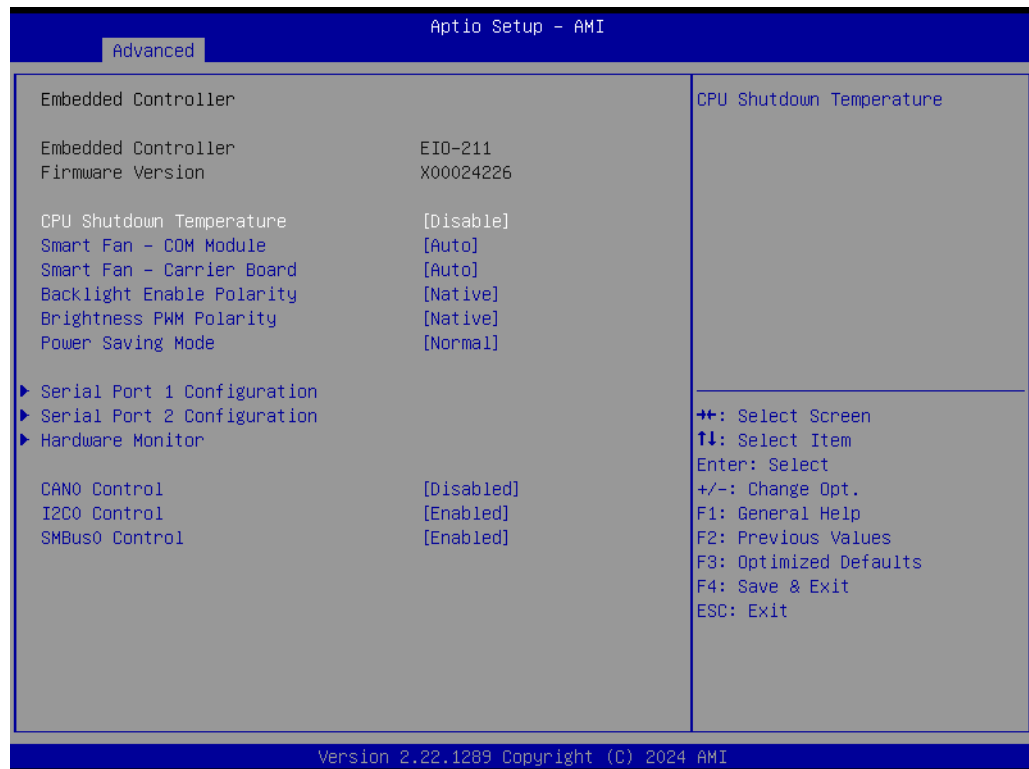 Aptio Setup – AMI
Advanced
Embedded Controller
Embedded Controller EIO-211
Firmware Version X00024226
CPU Shutdown Temperature [Disable]
Smart Fan – COM Module [Auto]
Smart Fan – Carrier Board [Auto]
Backlight Enable Polarity [Native]
Brightness PWM Polarity [Native]
Power Saving Mode [Normal]
Serial Port 1 Configuration
Serial Port 2 Configuration
Hardware Monitor
CAN0 Control [Disabled]
I2C0 Control [Enabled]
SMBus0 Control [Enabled]
CPU Shutdown Temperature
→←: Select Screen
↑↓: Select Item
Enter: Select
+/-: Change Opt.
F1: General Help
F2: Previous Values
F3: Optimized Defaults
F4: Save & Exit
ESC: Exit
Version 2.22.1289 Copyright (C) 2024 AMI